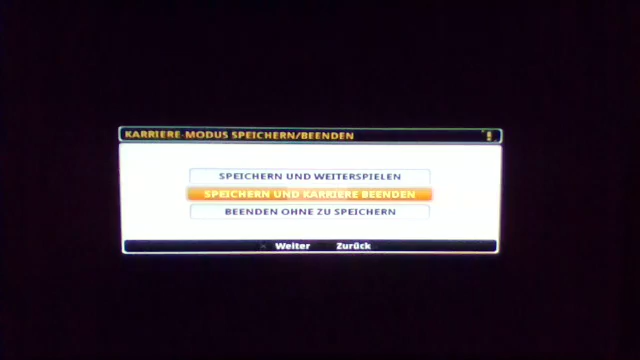 KARRIERE-MODUS SPEICHERN/BEENDEN
SPEICHERN UND WEITERSPIELEN
SPEICHERN UND KARRIERE BEENDEN
BEENDEN OHNE ZU SPEICHERN
Weiter Zurück